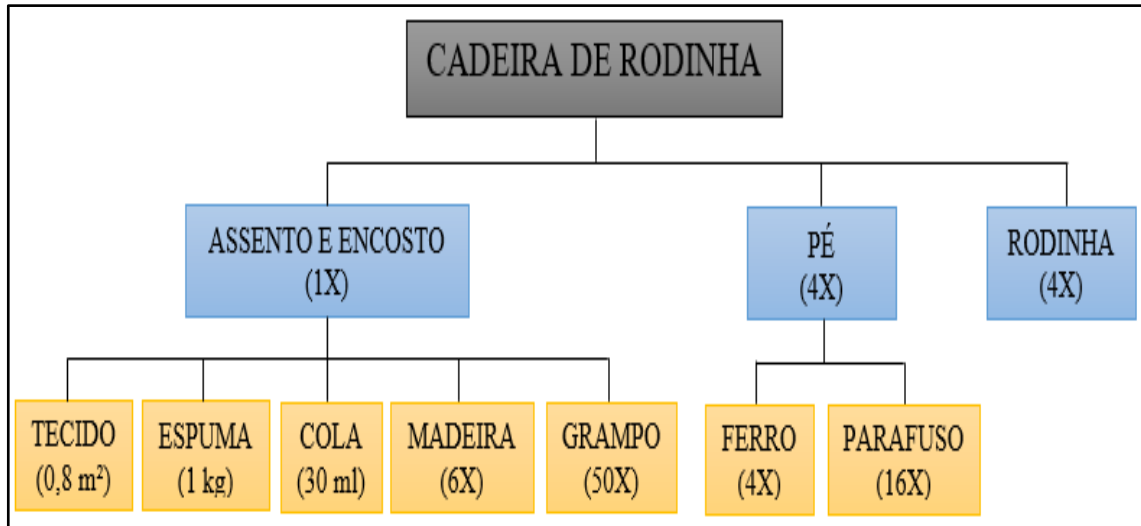 CADEIRA DE RODINHA
ASSENTO E ENCOSTO
(1X)
PÉ
(4X)
RODINHA
(4X)
TECIDO
(0,8 m²)
ESPUMA
(1 kg)
COLA
(30 ml)
MADEIRA
(6X)
GRAMPO
(50X)
FERRO
(4X)
PARAFUSO
(16X)